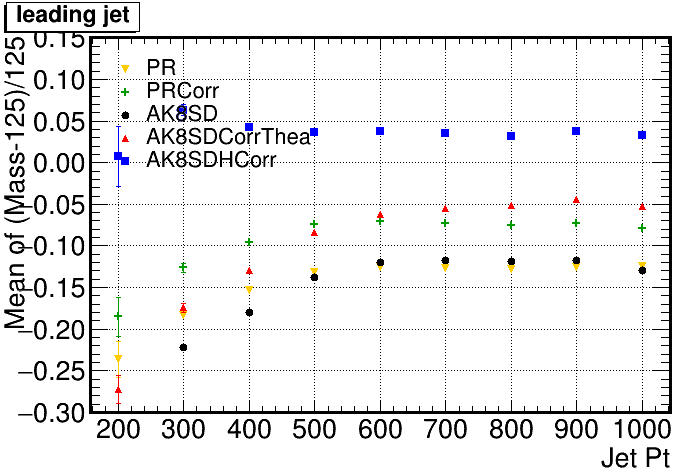 leading jet
Mean of (Mass-125)/125
0.15
0.10
0.05
0.00
−0.05
−0.10
−0.15
−0.20
−0.25
−0.30
PR
PRCorr
AK8SD
AK8SDCorrThea
AK8SDHCorr
200 300 400 500 600 700 800 900 1000
Jet Pt